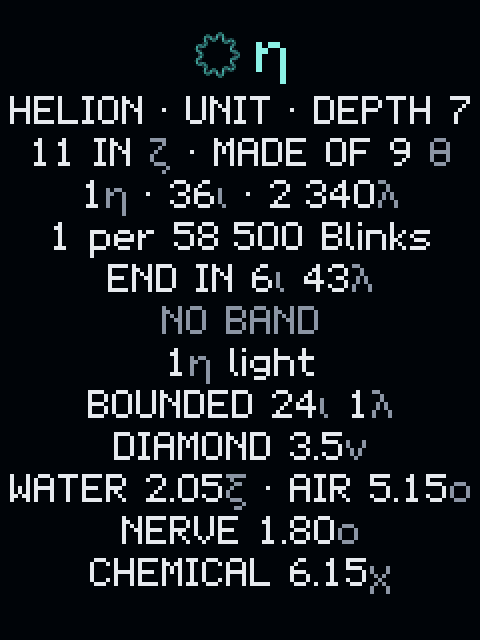 η
HELION · UNIT · DEPTH 7
11 IN ζ · MADE OF 9 θ
1η · 36ι · 2 340λ
1 per 58 500 Blinks
END IN 6ι 43λ
NO BAND
1η light
BOUNDED 24ι 1λ
DIAMOND 3.5ν
WATER 2.05ξ · AIR 5.15ο
NERVE 1.80ο
CHEMICAL 6.15χ